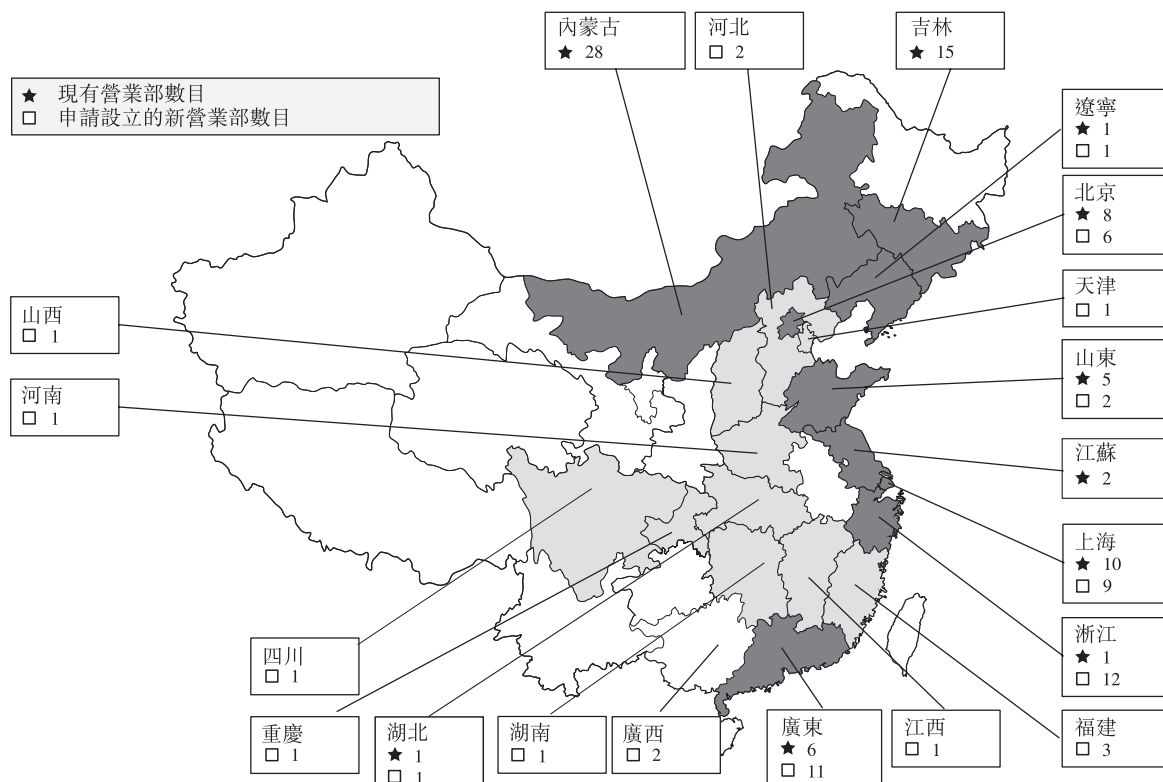 內蒙古
★ 28
河北
□ 2
吉林
★ 15
★ 現有營業部數目
□ 申請設立的新營業部數目
遼寧
★ 1
□ 1
北京
★ 8
□ 6
天津
□ 1
山西
□ 1
山東
★ 5
□ 2
河南
□ 1
江蘇
★ 2
上海
★ 10
□ 9
浙江
★ 1
□ 12
四川
□ 1
重慶
□ 1
湖北
★ 1
□ 1
湖南
□ 1
廣西
□ 2
廣東
★ 6
□ 11
江西
□ 1
福建
□ 3